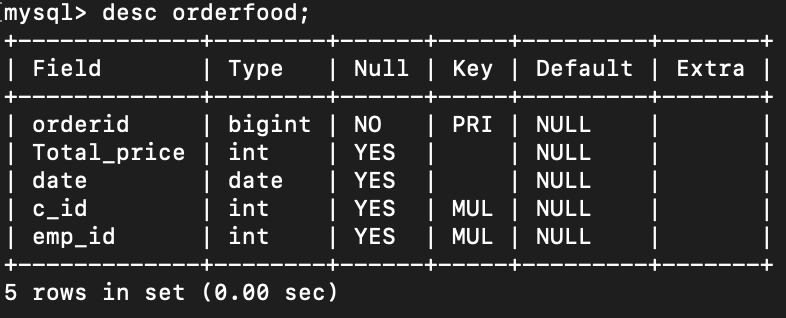 mysql> desc orderfood;
+-------------+--------+------+-----+---------+-------+
| Field       | Type   | Null | Key | Default | Extra |
+-------------+--------+------+-----+---------+-------+
| orderid     | bigint | NO   | PRI | NULL    |       |
| Total_price | int    | YES  |     | NULL    |       |
| date        | date   | YES  |     | NULL    |       |
| c_id        | int    | YES  | MUL | NULL    |       |
| emp_id      | int    | YES  | MUL | NULL    |       |
+-------------+--------+------+-----+---------+-------+
5 rows in set (0.00 sec)